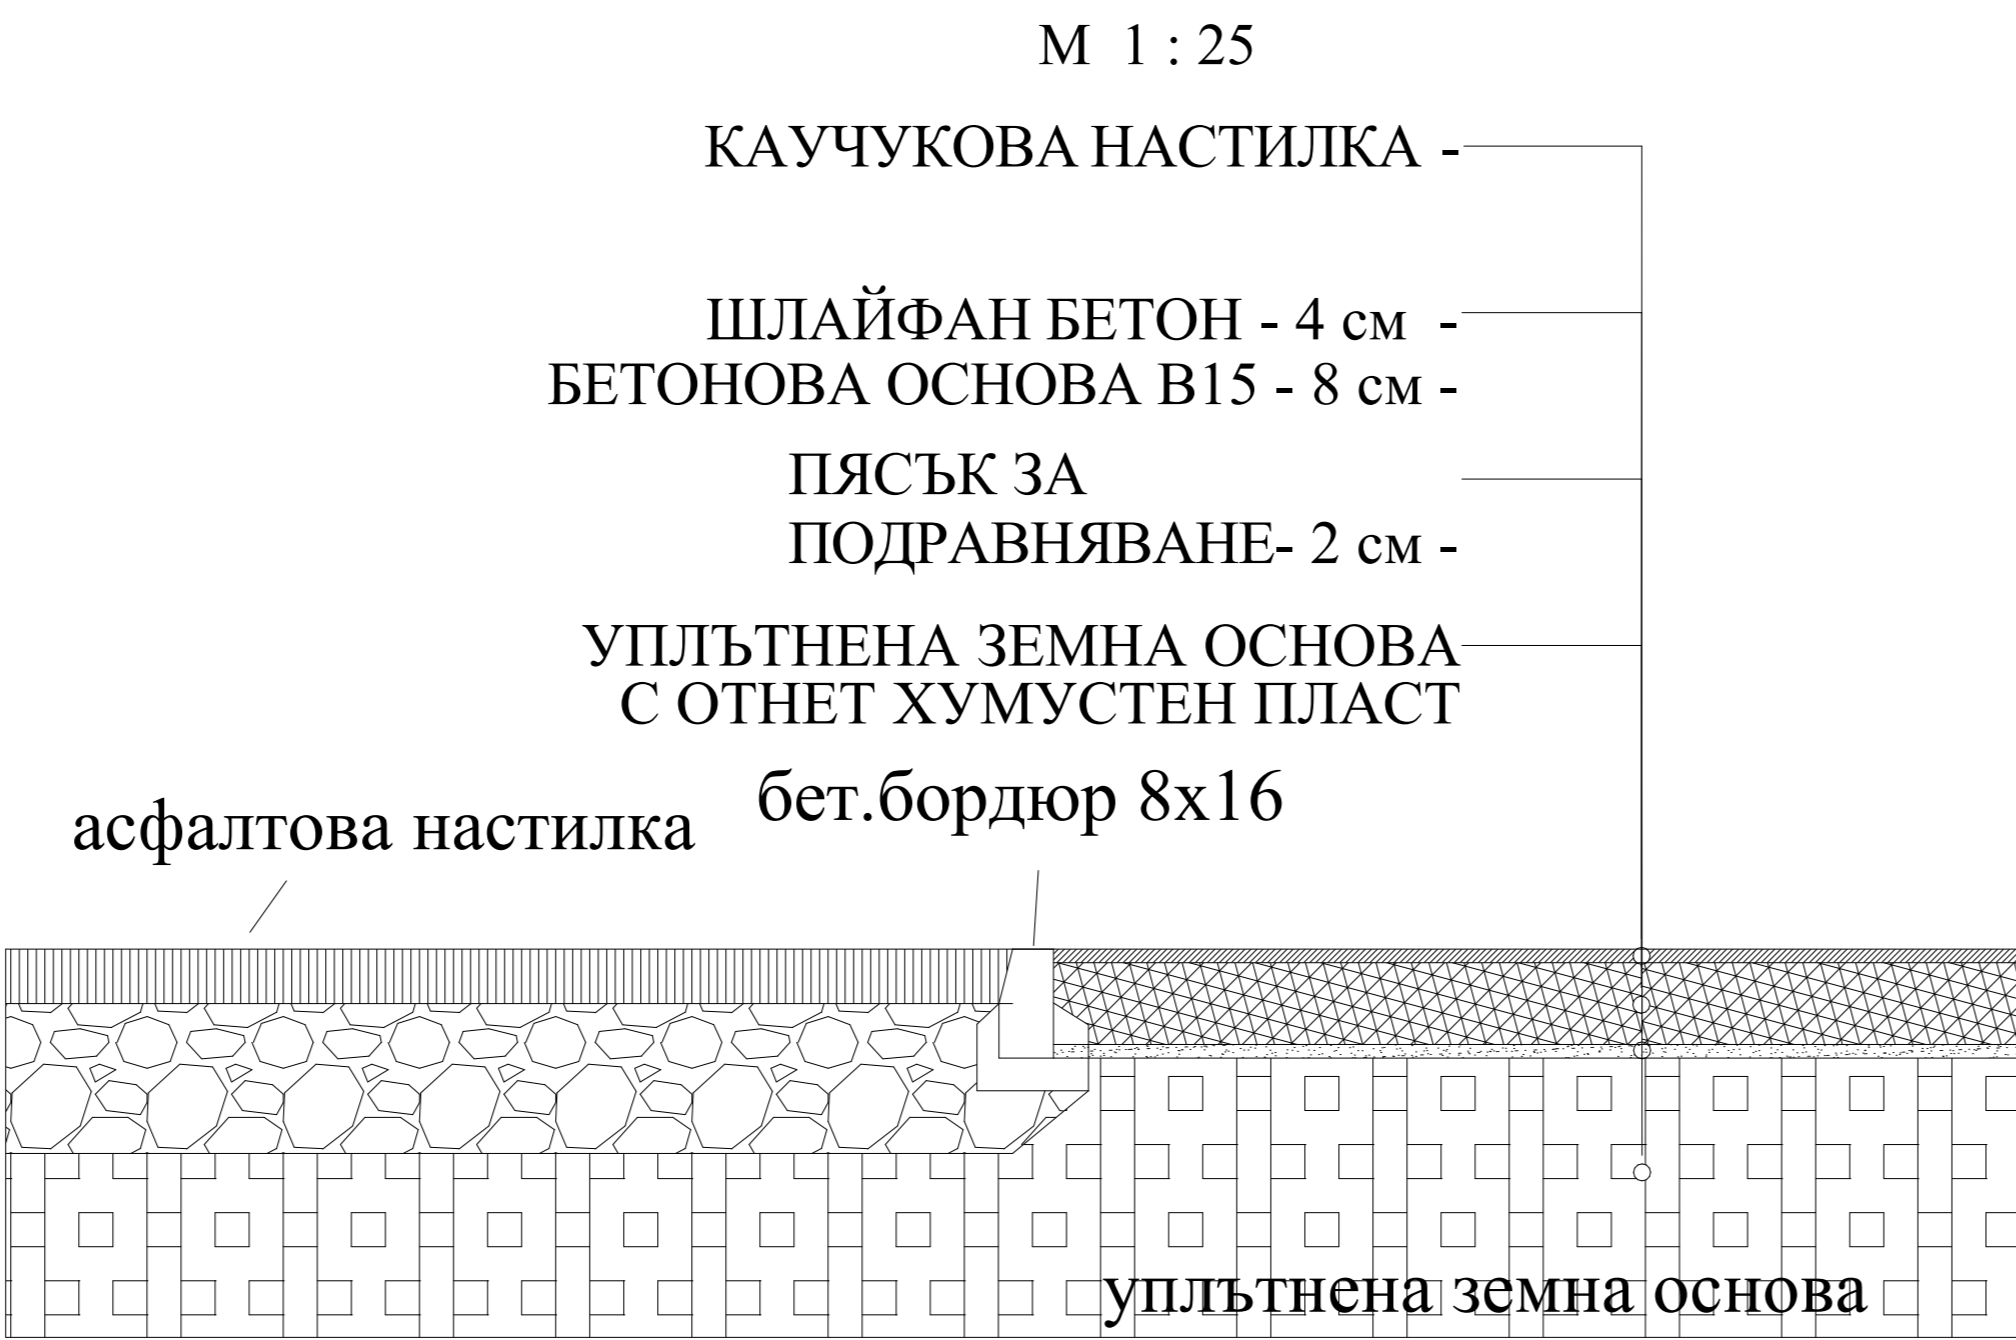 М 1 : 25
КАУЧУКОВА НАСТИЛКА -
ШЛАЙФАН БЕТОН - 4 см -
БЕТОНОВА ОСНОВА В15 - 8 см -
ПЯСЪК ЗА
ПОДРАВНЯВАНЕ- 2 см -
УПЛЪТНЕНА ЗЕМНА ОСНОВА
С ОТНЕТ ХУМУСТЕН ПЛАСТ
бет.бордюр 8х16
асфалтова настилка
уплътнена земна основа